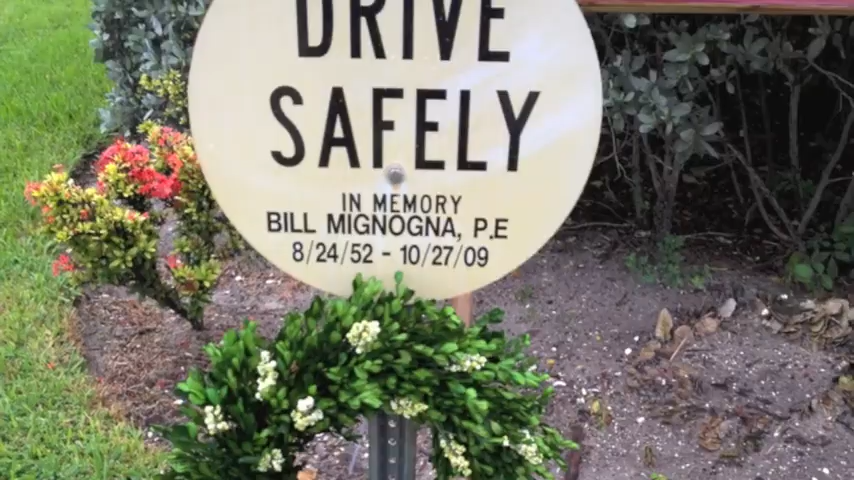 DRIVE
SAFELY
IN MEMORY
BILL MIGNOGNA, P.E
8/24/52 - 10/27/09